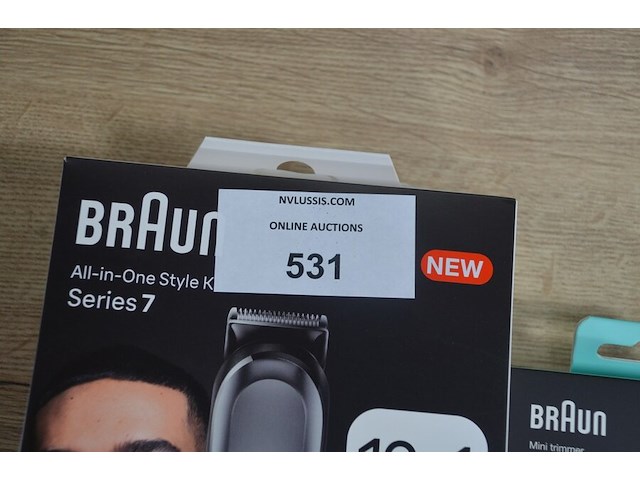 NVLUSSIS.COM
ONLINE AUCTIONS
531
BRAUN
All-in-One Style K
Series 7
NEW
BRAUN
Mini trimmer